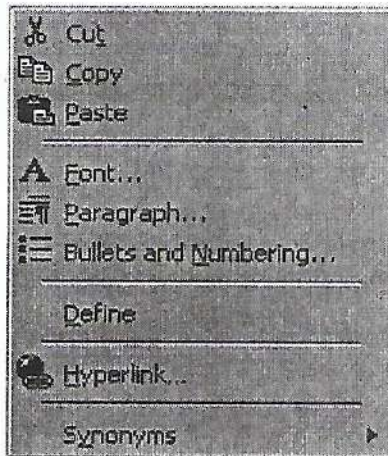 Cut
Copy
Paste
Font...
Paragraph...
Bullets and Numbering...
Define
Hyperlink...
Synonyms